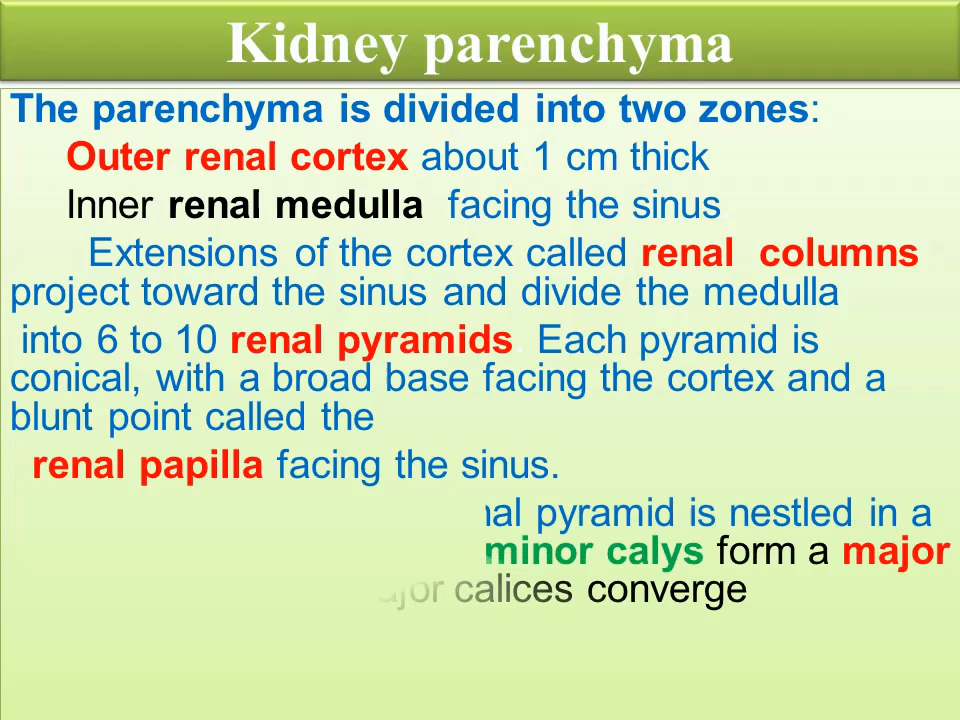 Kidney parenchyma
The parenchyma is divided into two zones:
Outer renal cortex about 1 cm thick
Inner renal medulla facing the sinus
Extensions of the cortex called renal columns
project toward the sinus and divide the medulla
into 6 to 10 renal pyramids. Each pyramid is
conical, with a broad base facing the cortex and a
blunt point called the
renal papilla facing the sinus.
pyramid is nestled in a
minor calys form a major
calices converge